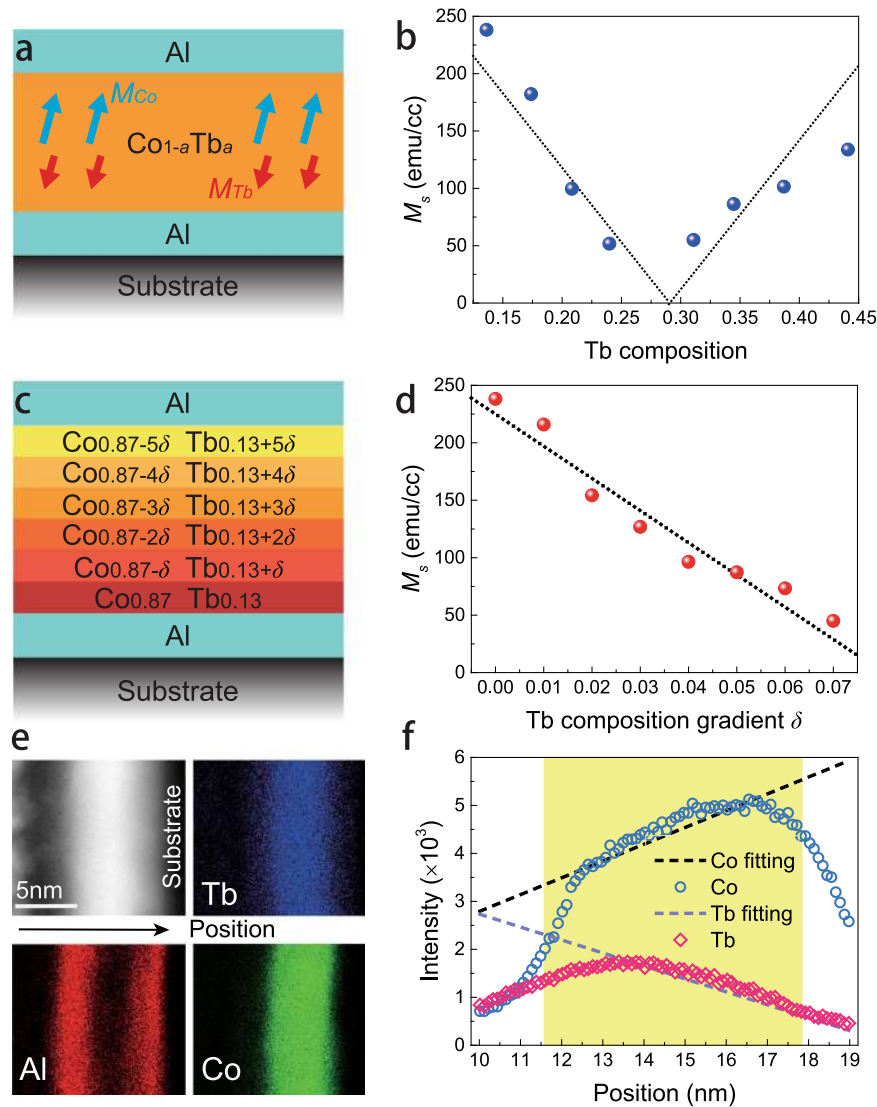 a
Al
MCo
Co1-aTba
MTb
Al
Substrate
b
250
200
150
100
50
0
Ms (emu/cc)
0.15 0.20 0.25 0.30 0.35 0.40 0.45
Tb composition
c
Al
Co0.87-5δ Tb0.13+5δ
Co0.87-4δ Tb0.13+4δ
Co0.87-3δ Tb0.13+3δ
Co0.87-2δ Tb0.13+2δ
Co0.87-δ Tb0.13+δ
Co0.87 Tb0.13
Al
Substrate
d
250
200
150
100
50
0
Ms (emu/cc)
0.00 0.01 0.02 0.03 0.04 0.05 0.06 0.07
Tb composition gradient δ
e
Substrate
5nm
Tb
Position
Al
Co
f
6
5
4
3
2
1
0
Intensity (×10³)
Co fitting
Co
Tb fitting
Tb
10 11 12 13 14 15 16 17 18 19
Position (nm)